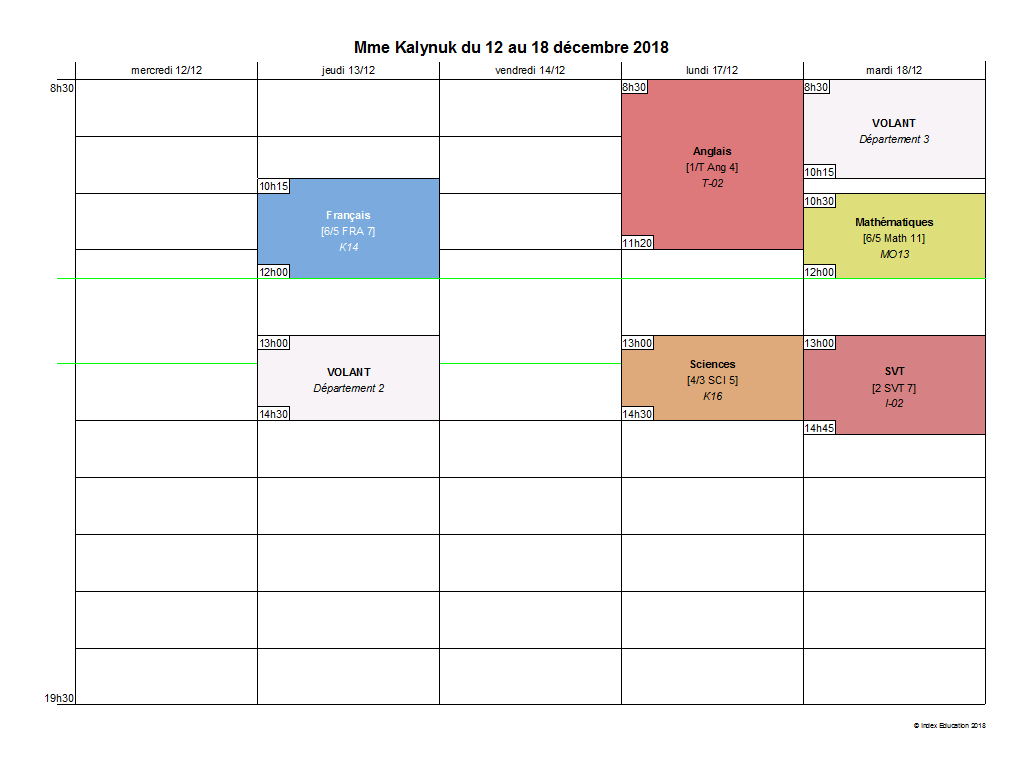 Mme Kalynuk du 12 au 18 décembre 2018
mercredi 12/12
jeudi 13/12
vendredi 14/12
lundi 17/12
mardi 18/12
8h30
19h30
10h15
Français
[6/5 FRA 7]
K14
12h00
13h00
VOLANT
Département 2
14h30
8h30
Anglais
[1/T Ang 4]
T-02
11h20
13h00
Sciences
[4/3 SCI 5]
K16
14h30
8h30
VOLANT
Département 3
10h15
10h30
Mathématiques
[6/5 Math 11]
MO13
12h00
13h00
SVT
[2 SVT 7]
I-02
14h45
© Index Education 2018